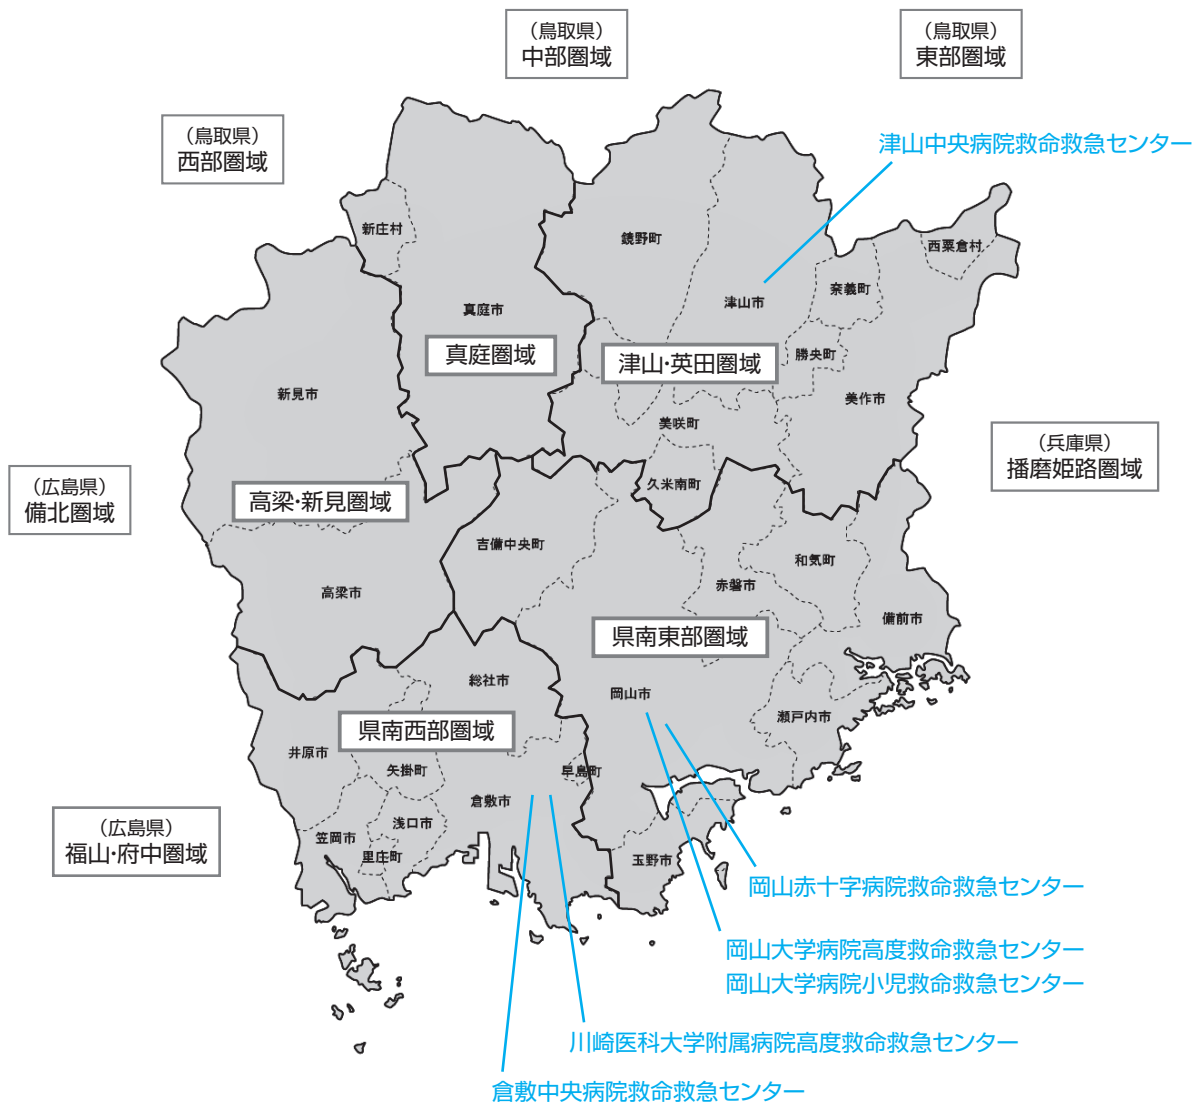 （鳥取県）
中部圏域
（鳥取県）
東部圏域
（鳥取県）
西部圏域
津山中央病院救命救急センター
新庄村
鏡野町
西粟倉村
奈義町
津山市
真庭市
真庭圏域
津山・英田圏域
勝央町
新見市
美作市
美咲町
（兵庫県）
播磨姫路圏域
（広島県）
備北圏域
高梁・新見圏域
久米南町
吉備中央町
和気町
赤磐市
高梁市
備前市
県南東部圏域
総社市
岡山市
瀬戸内市
県南西部圏域
井原市
矢掛町
早島町
倉敷市
浅口市
笠岡市
里庄町
（広島県）
福山・府中圏域
玉野市
岡山赤十字病院救命救急センター
岡山大学病院高度救命救急センター
岡山大学病院小児救命救急センター
川崎医科大学附属病院高度救命救急センター
倉敷中央病院救命救急センター